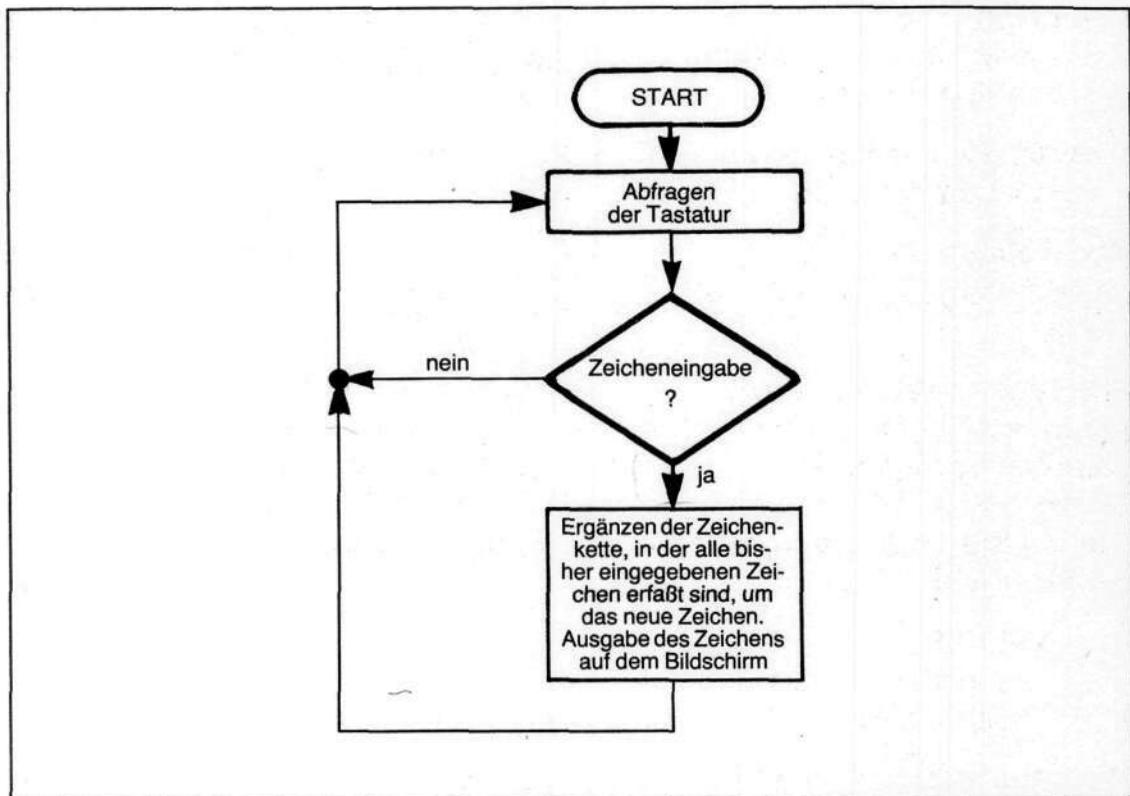 START
Abfragen
der Tastatur
nein
Zeicheneingabe
?
ja
Ergänzen der Zeichen-
kette, in der alle bis-
her eingegebenen Zei-
chen erfaßt sind, um
das neue Zeichen.
Ausgabe des Zeichens
auf dem Bildschirm